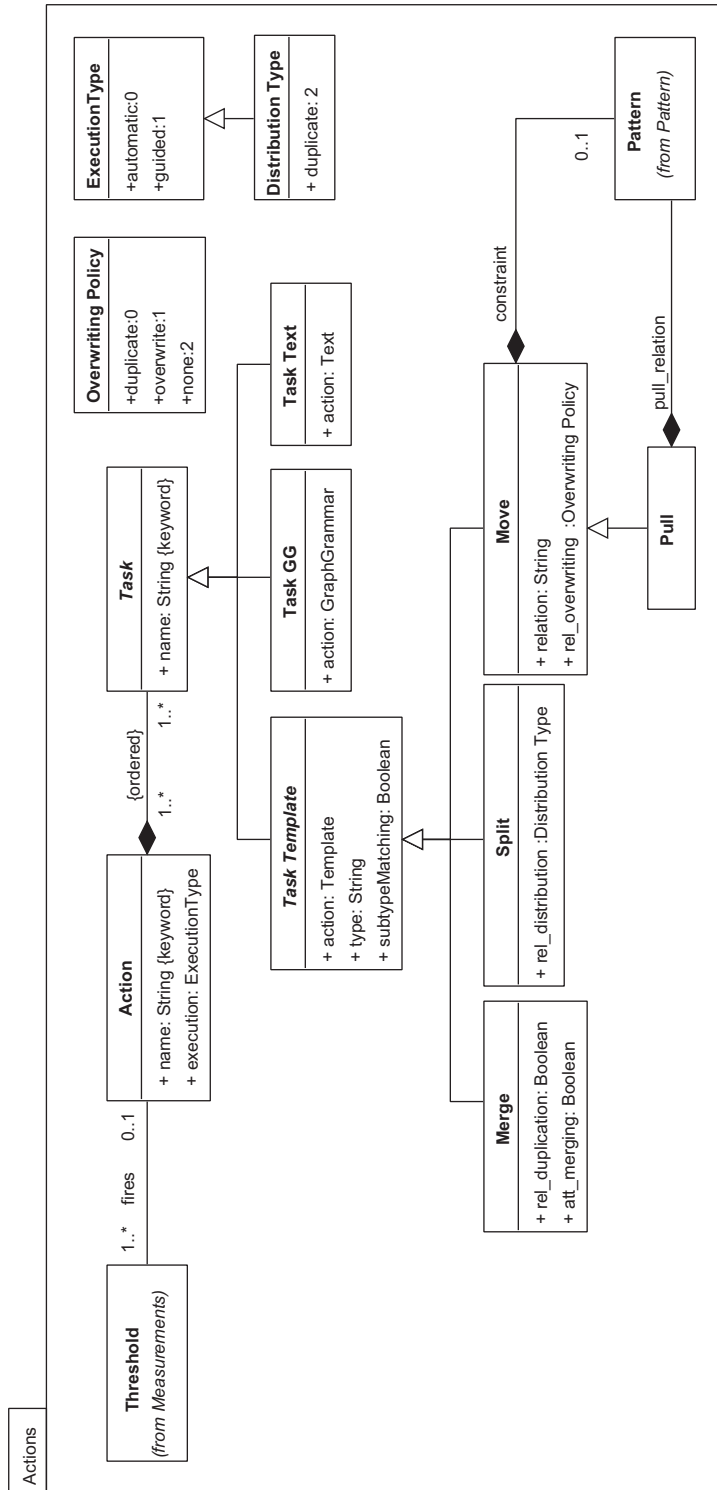 Actions
Threshold
(from Measurements)
1..*
fires
0..1
Action
+ name: String {keyword}
+ execution: ExecutionType
{ordered}
1..*
1..*
Task
+ name: String {keyword}
Overwriting Policy
+duplicate:0
+overwrite:1
+none:2
ExecutionType
+automatic:0
+guided:1
Distribution Type
+ duplicate: 2
Task Template
+ action: Template
+ type: String
+ subtypeMatching: Boolean
Task GG
+ action: GraphGrammar
Task Text
+ action: Text
Merge
+ rel_duplication: Boolean
+ att_merging: Boolean
Split
+ rel_distribution :Distribution Type
Move
+ relation: String
+ rel_overwriting :Overwriting Policy
constraint
0..1
Pull
pull_relation
Pattern
(from Pattern)